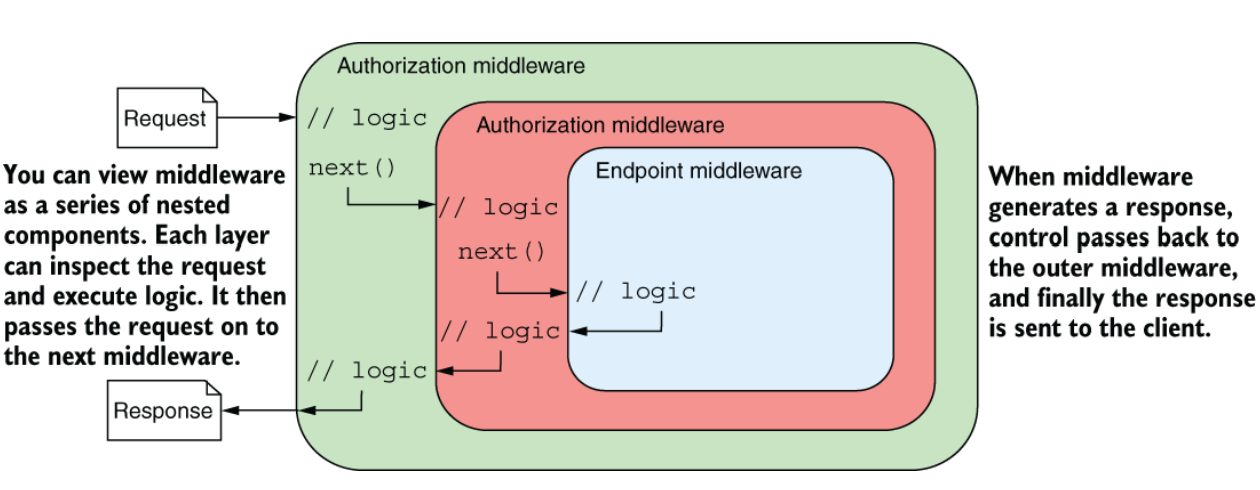 Authorization middleware
Request
// logic
Authorization middleware
You can view middleware
as a series of nested
components. Each layer
can inspect the request
and execute logic. It then
passes the request on to
the next middleware.
next()
// logic
Endpoint middleware
next()
// logic
// logic
// logic
Response
When middleware
generates a response,
control passes back to
the outer middleware,
and finally the response
is sent to the client.